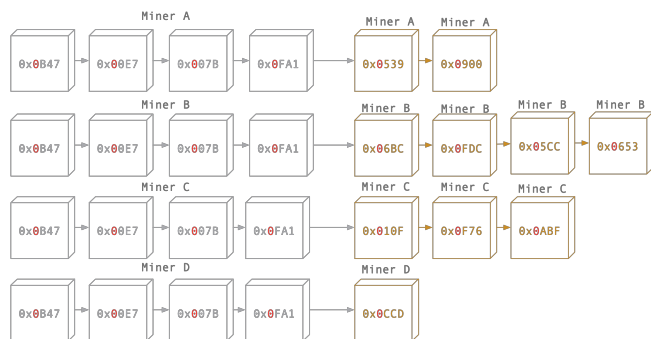 Miner A
Miner A Miner A
0x0B47 0x00E7 0x007B 0x0FA1 0x0539 0x0900
Miner B Miner B Miner B Miner B Miner B
0x0B47 0x00E7 0x007B 0x0FA1 0x06BC 0x0FDC 0x05CC 0x0653
Miner C Miner C Miner C Miner C
0x0B47 0x00E7 0x007B 0x0FA1 0x010F 0x0F76 0x0ABF
Miner D Miner D
0x0B47 0x00E7 0x007B 0x0FA1 0x0CCD